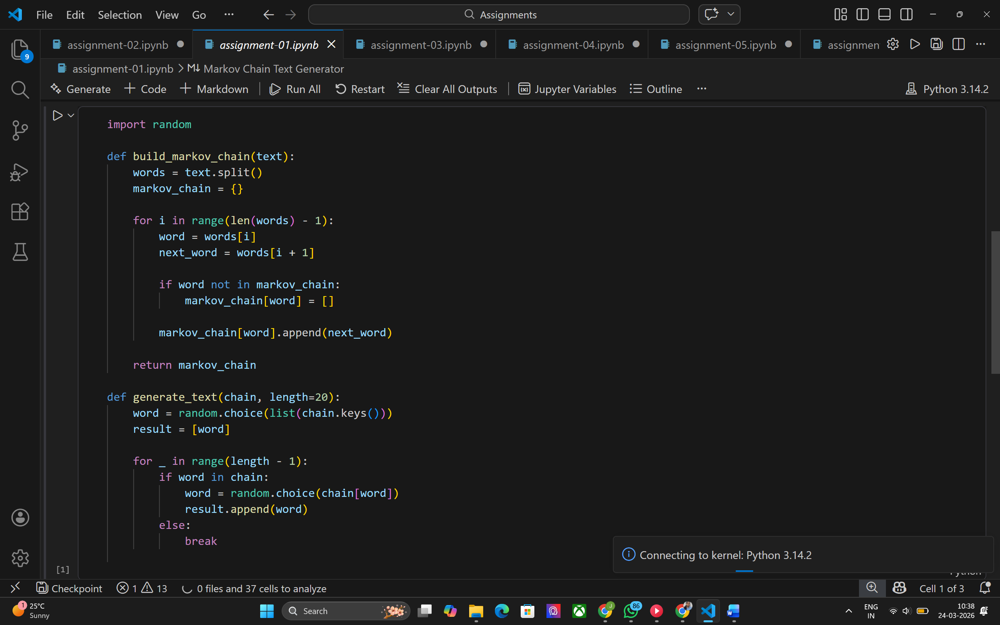 File Edit Selection View Go ··· Assignments
assignment-02.ipynb assignment-01.ipynb assignment-03.ipynb assignment-04.ipynb assignment-05.ipynb assignmen
9
assignment-01.ipynb > M↓ Markov Chain Text Generator
Generate + Code + Markdown Run All Restart Clear All Outputs Jupyter Variables Outline ··· Python 3.14.2
import random
def build_markov_chain(text):
    words = text.split()
    markov_chain = {}
    for i in range(len(words) - 1):
        word = words[i]
        next_word = words[i + 1]
        if word not in markov_chain:
            markov_chain[word] = []
        markov_chain[word].append(next_word)
    return markov_chain
def generate_text(chain, length=20):
    word = random.choice(list(chain.keys()))
    result = [word]
    for _ in range(length - 1):
        if word in chain:
            word = random.choice(chain[word])
            result.append(word)
        else:
            break
Connecting to kernel: Python 3.14.2
[1]
Python
Checkpoint 1 13 0 files and 37 cells to analyze Cell 1 of 3
1 25°C
Sunny
Search
J
86
ENG
IN
10:38
24-03-2026